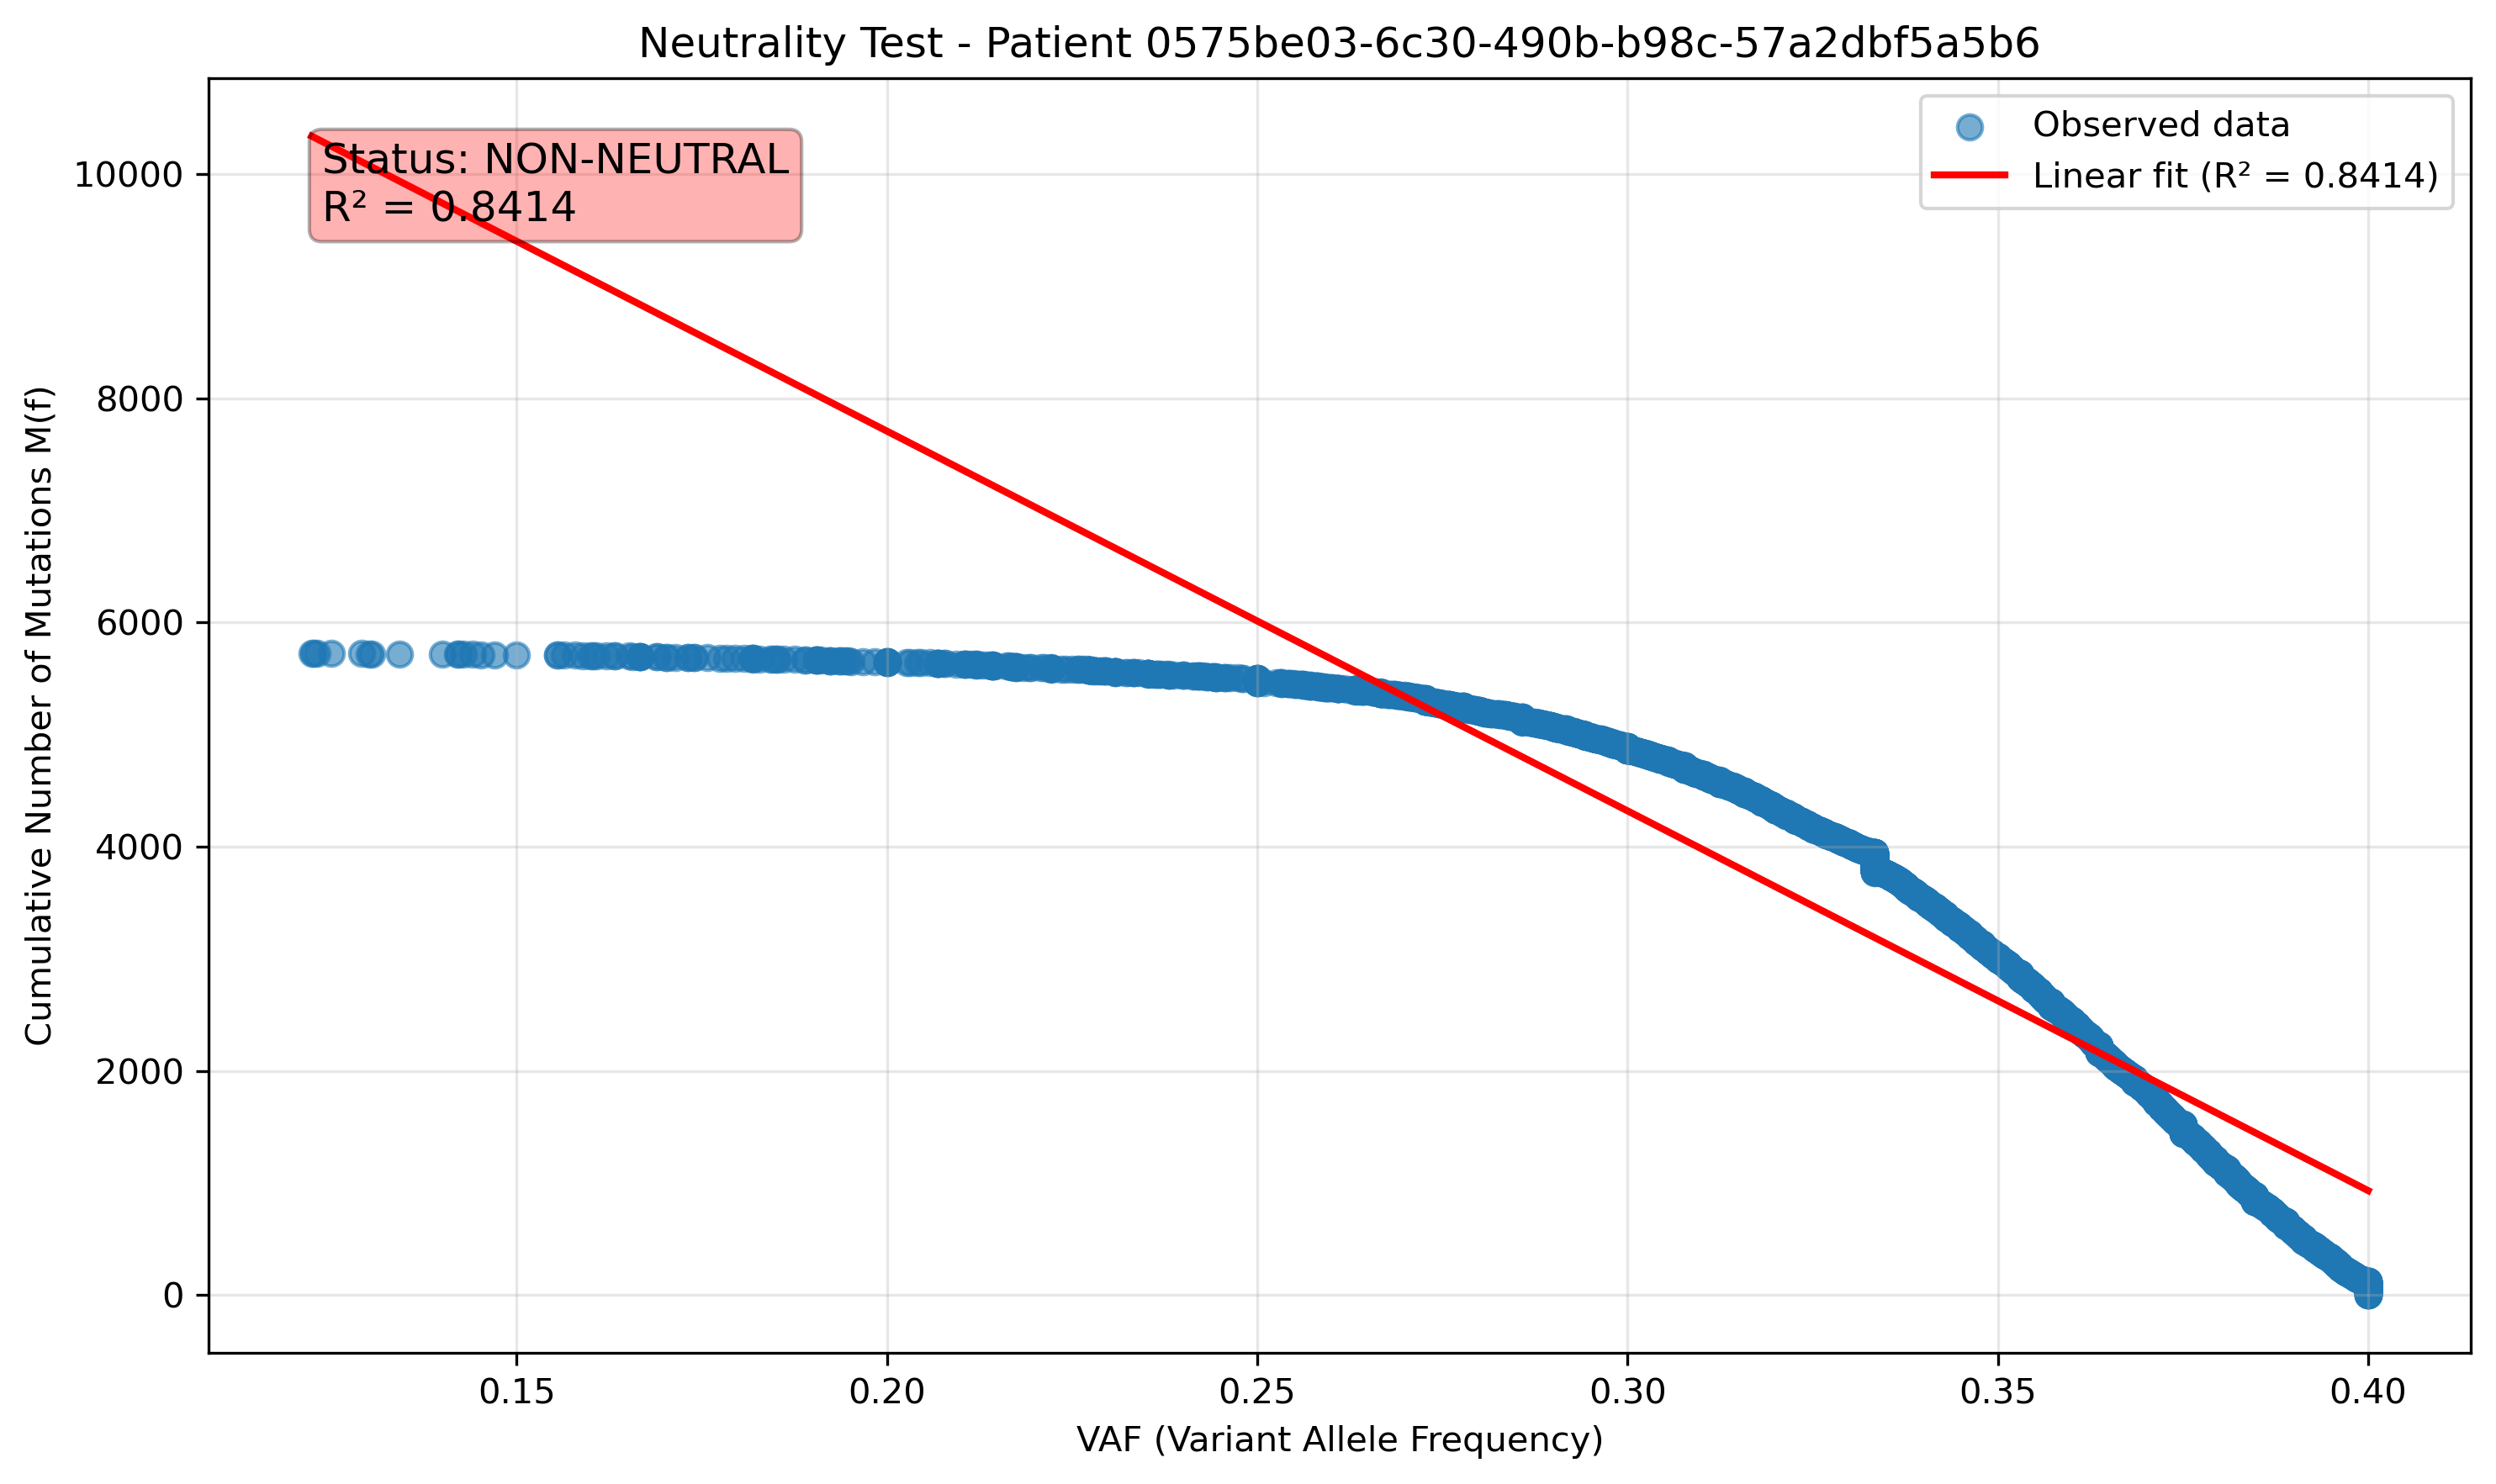 Neutrality Test - Patient 0575be03-6c30-490b-b98c-57a2dbf5a5b6
Status: NON-NEUTRAL
R² = 0.8414
Observed data
Linear fit (R² = 0.8414)
Cumulative Number of Mutations M(f)
10000
8000
6000
4000
2000
0
0.15
0.20
0.25
0.30
0.35
0.40
VAF (Variant Allele Frequency)